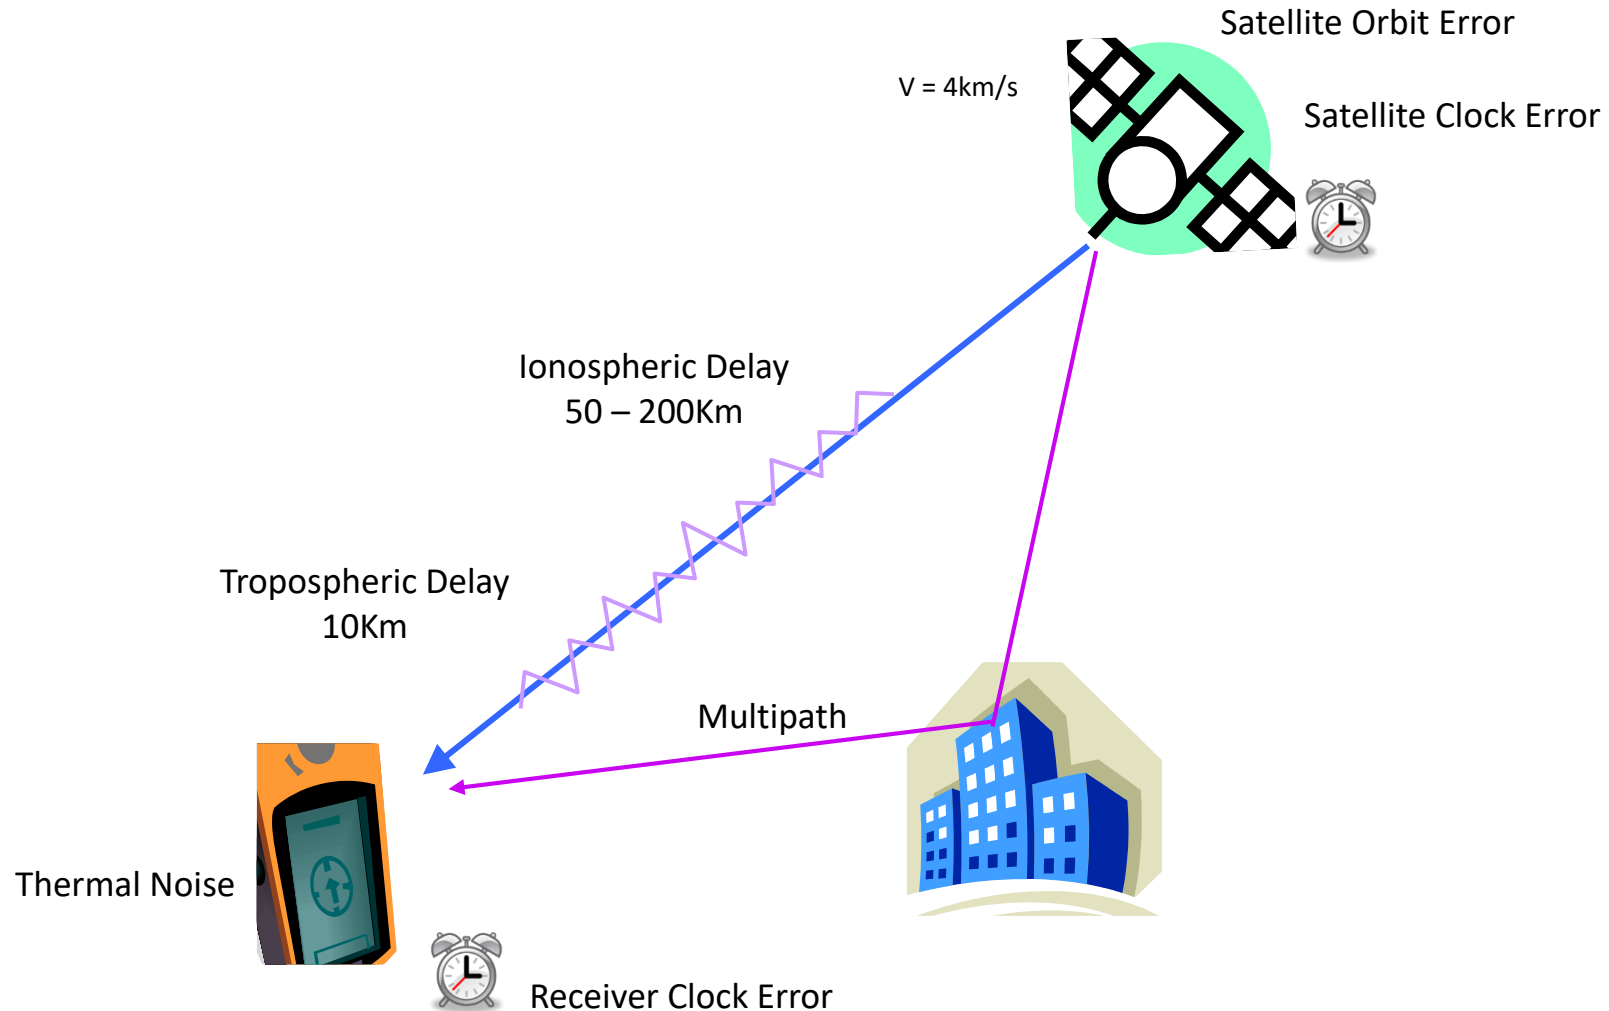 Satellite Orbit Error
V = 4km/s
Satellite Clock Error
Ionospheric Delay
50 – 200Km
Tropospheric Delay
10Km
Multipath
Thermal Noise
Receiver Clock Error